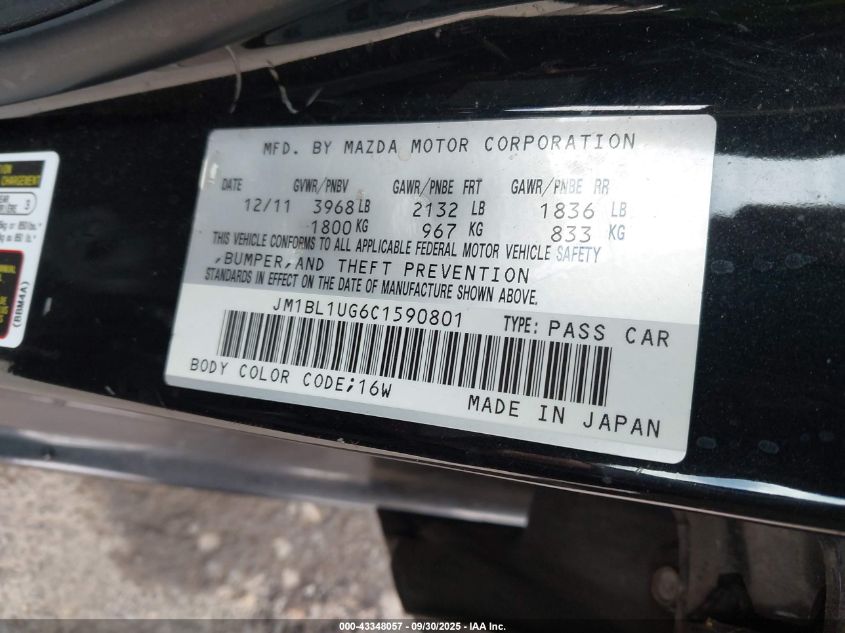 MFD. BY MAZDA MOTOR CORPORATION
DATE GVWR/PNBV GAWR/PNBE FRT GAWR/PNBE RR
12/11 3968 LB 2132 LB 1836 LB
1800 KG 967 KG 833 KG
THIS VEHICLE CONFORMS TO ALL APPLICABLE FEDERAL MOTOR VEHICLE SAFETY
,BUMPER,AND THEFT PREVENTION
STANDARDS IN EFFECT ON THE DATE OF MANUFACTURE SHOWN ABOVE.
JM1BL1UG6C1590801 TYPE: PASS CAR
BODY COLOR CODE;16W
MADE IN JAPAN
CHARGEMENT
3
(BBM4A)
000-43348057 - 09/30/2025 - IAA Inc.